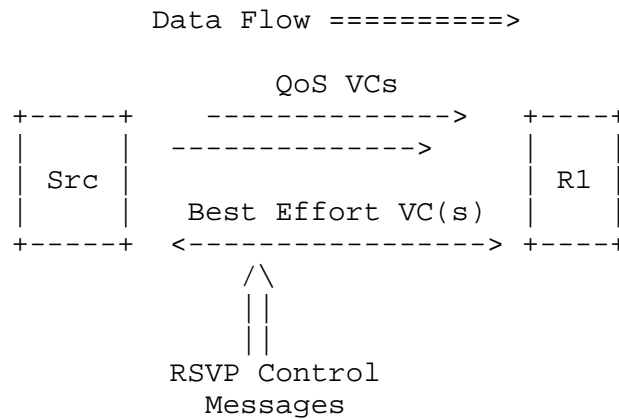 Data Flow ==========>
QoS VCs
+-----+ --------------> +----+
| | --------------> | |
| Src | | R1 |
| | Best Effort VC(s) | |
+-----+ <-----------------> +----+
/\
||
||
RSVP Control
Messages